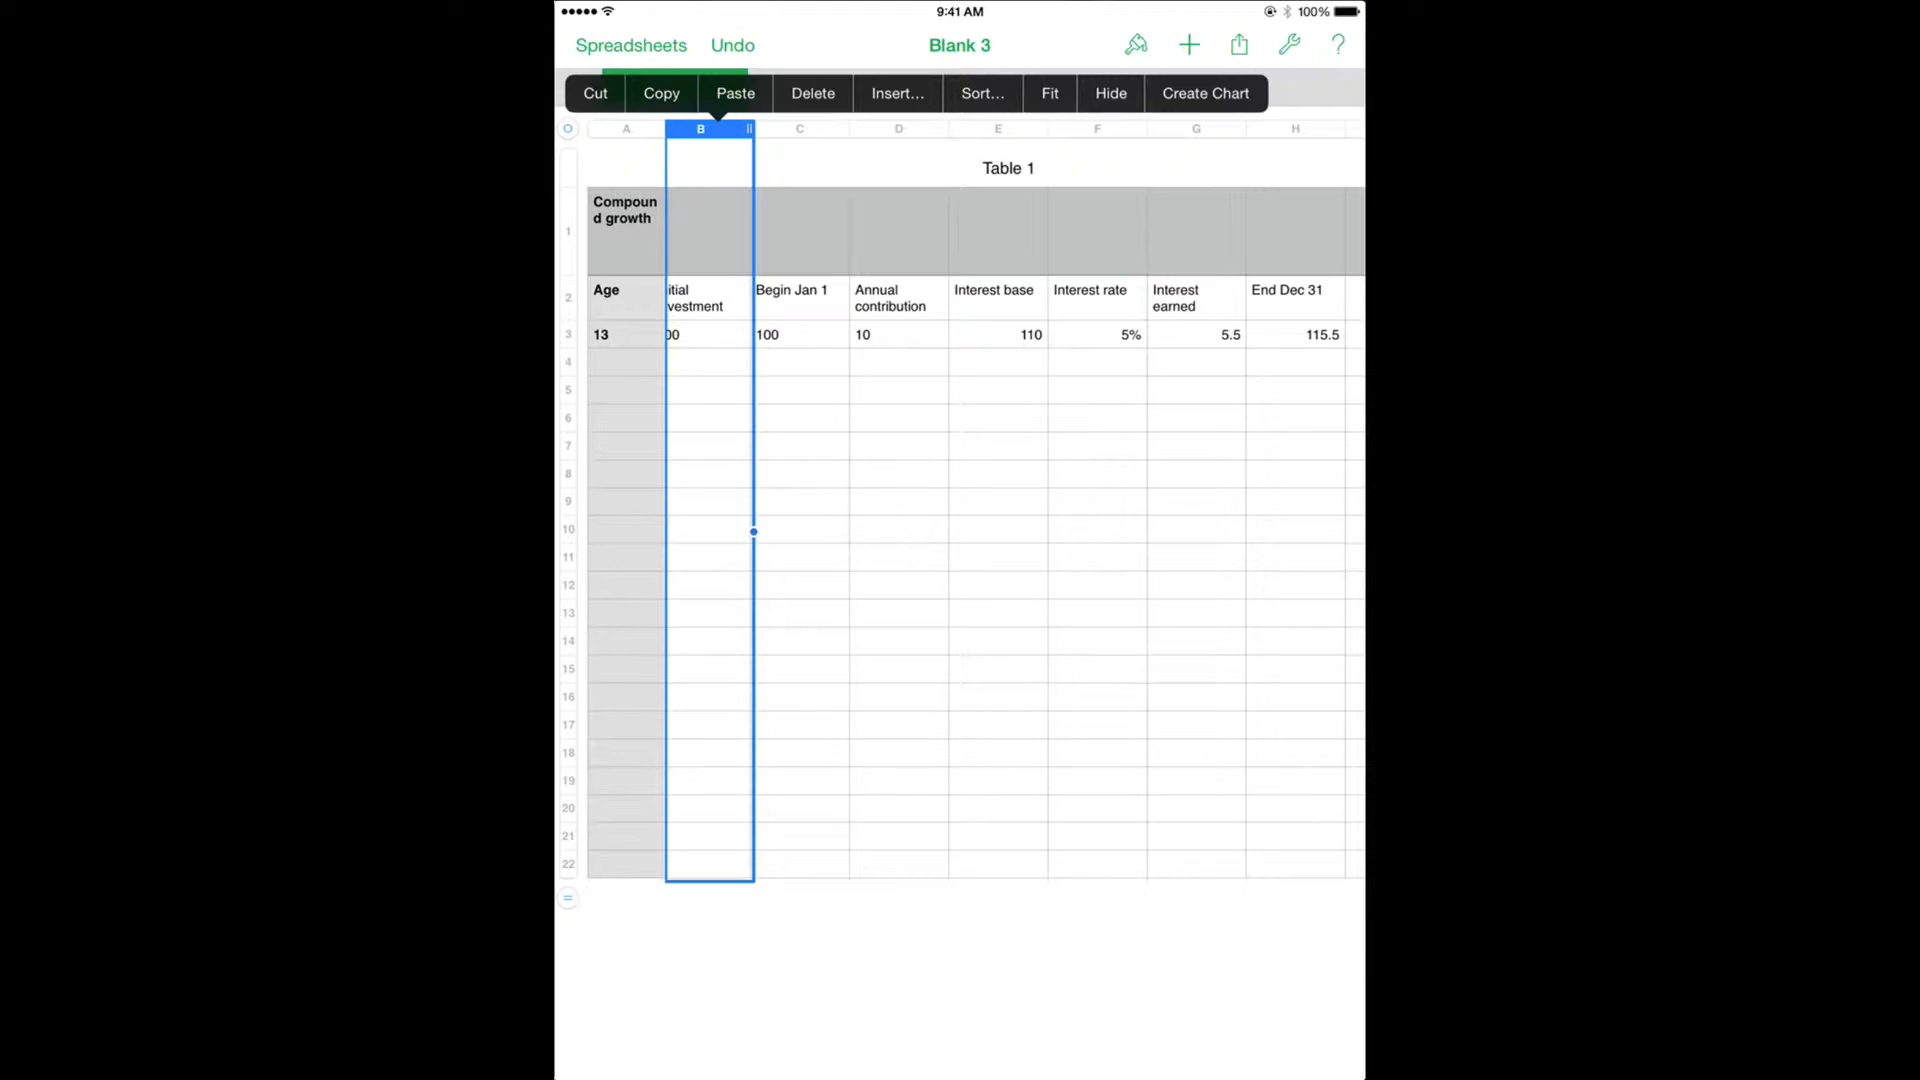 9:41 AM
100%
Spreadsheets Undo Blank 3 ?
Cut Copy Paste Delete Insert... Sort... Fit Hide Create Chart
A B C D E F G H
Table 1
Compoun
d growth
1
Age itial Begin Jan 1 Annual Interest base Interest rate Interest End Dec 31
2
vestment contribution earned
3 13 00 100 10 110 5% 5.5 115.5
4
5
6
7
8
9
10
11
12
13
14
15
16
17
18
19
20
21
22
=